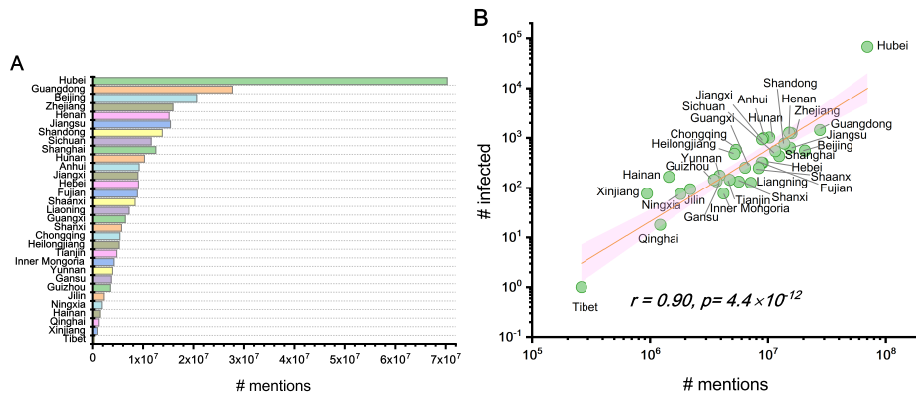 A
Hubei
Guangdong
Beijing
Zhejiang
Henan
Jiangsu
Shandong
Sichuan
Shanghai
Hunan
Anhui
Jiangxi
Hebei
Fujian
Shaanxi
Liaoning
Guangxi
Shanxi
Chongqing
Heilongjiang
Tianjin
Inner Mongoria
Yunnan
Gansu
Guizhou
Jilin
Ningxia
Hainan
Qinghai
Xinjiang
Tibet
0 1x10^7 2x10^7 3x10^7 4x10^7 5x10^7 6x10^7 7x10^7
# mentions
B
# infected
10^5
10^4
10^3
10^2
10^1
10^0
10^-1
Hubei
Shandong
Jiangxi
Anhui
Henan
Sichuan
Hunan
Zhejiang
Guangxi
Guangdong
Chongqing
Jiangsu
Heilongjiang
Beijing
Yunnan
Shanghai
Guizhou
Hebei
Hainan
Shaanx
Xinjiang
Liangning
Fujian
Ningxia
Jilin
Tianjin
Shanxi
Gansu
Inner Mongoria
Qinghai
Tibet
r = 0.90, p= 4.4×10^-12
10^5 10^6 10^7 10^8
# mentions